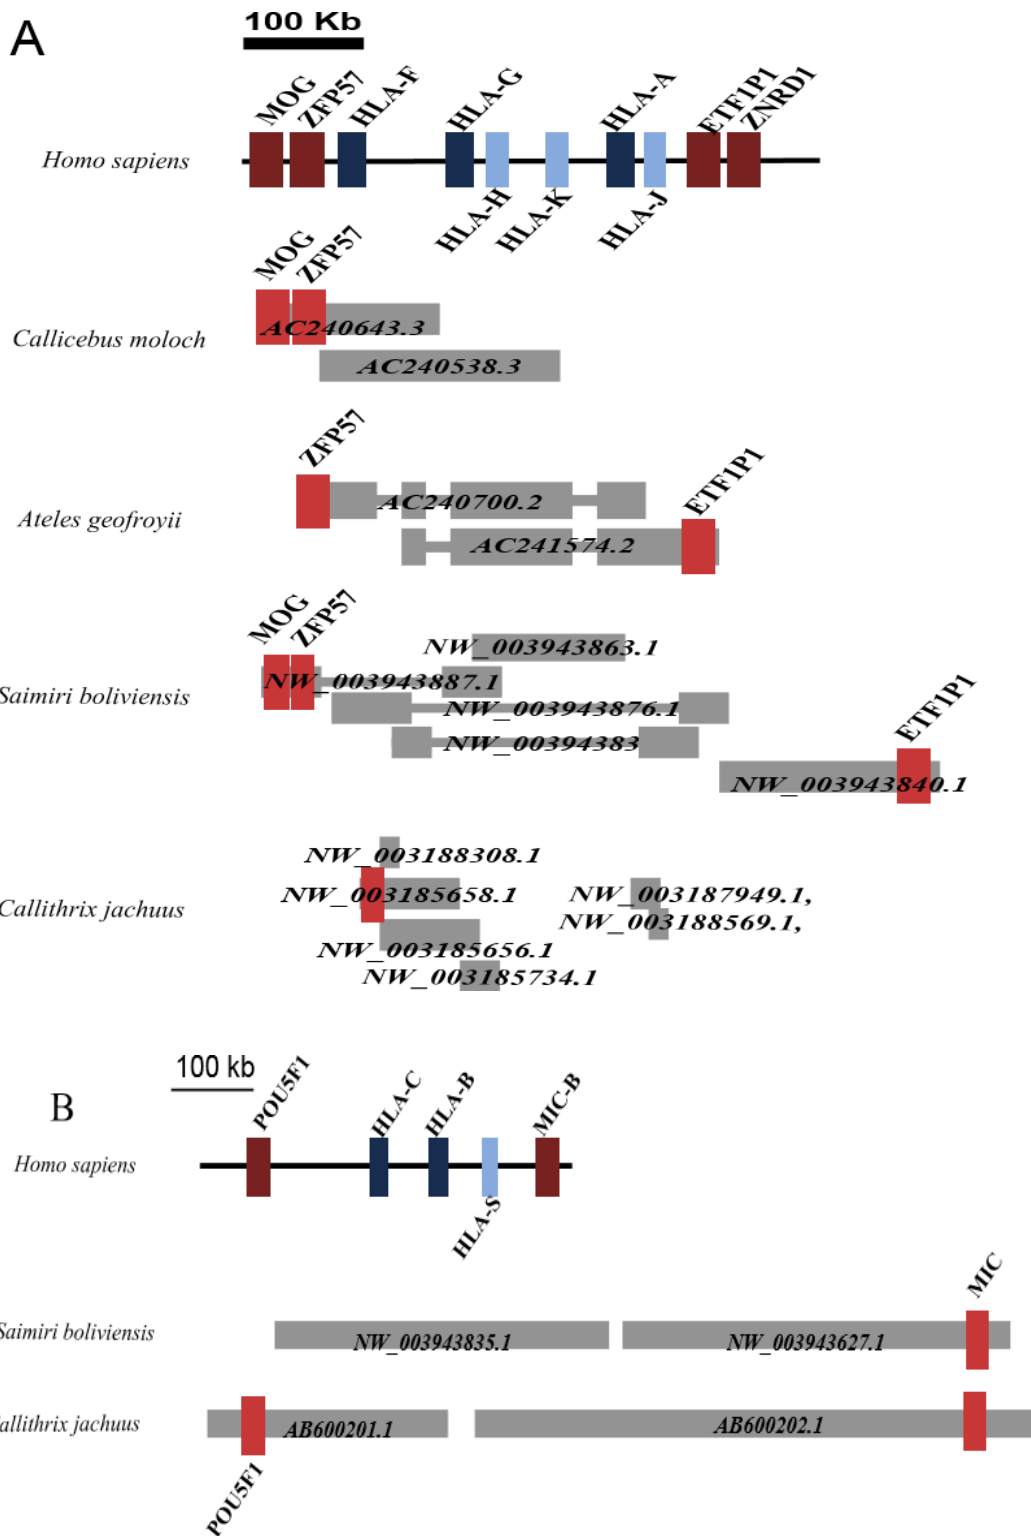 A
100 Kb
MOG
ZFP57
HLA-F
HLA-G
HLA-A
ETF1P1
ZNRD1
Homo sapiens
HLA-H
HLA-K
HLA-J
MOG
ZFP57
Callicebus moloch
AC240643.3
AC240538.3
ZFP57
ETF1P1
Ateles geofroyii
AC240700.2
AC241574.2
MOG
ZFP57
NW_003943863.1
Saimiri boliviensis
NW_003943887.1
NW_003943876.1
NW_00394383
ETF1P1
NW_003943840.1
NW_003188308.1
Callithrix jachuus
NW_003185658.1
NW_003187949.1,
NW_003188569.1,
NW_003185656.1
NW_003185734.1
B
100 kb
POU5F1
HLA-C
HLA-B
MIC-B
Homo sapiens
HLA-S
MIC
Saimiri boliviensis
NW_003943835.1
NW_003943627.1
allithrix jachuus
AB600201.1
AB600202.1
POU5F1